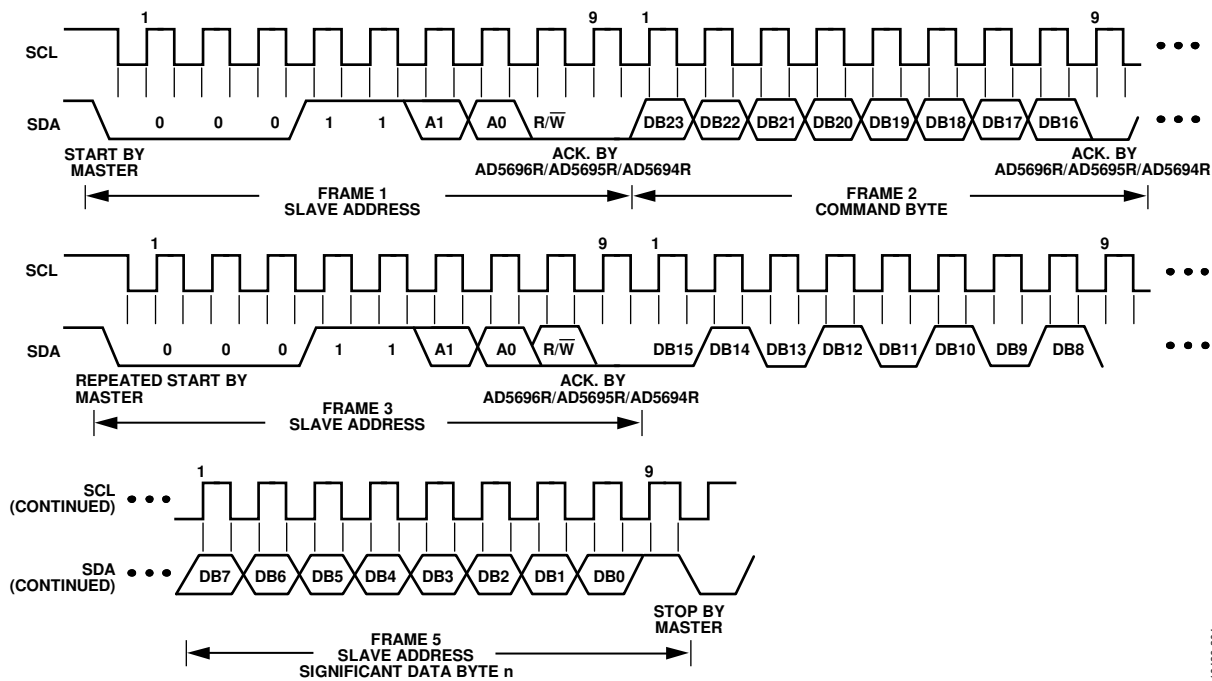 1 9 1 9
SCL
SDA 0 0 0 1 1 A1 A0 R/W̅ DB23 DB22 DB21 DB20 DB19 DB18 DB17 DB16
START BY
MASTER
ACK. BY
AD5696R/AD5695R/AD5694R
ACK. BY
AD5696R/AD5695R/AD5694R
FRAME 1
SLAVE ADDRESS
FRAME 2
COMMAND BYTE
1 9 1 9
SCL
SDA 0 0 0 1 1 A1 A0 R/W̅ DB15 DB14 DB13 DB12 DB11 DB10 DB9 DB8
REPEATED START BY
MASTER
ACK. BY
AD5696R/AD5695R/AD5694R
FRAME 3
SLAVE ADDRESS
1 9
SCL
(CONTINUED)
SDA
(CONTINUED)
DB7 DB6 DB5 DB4 DB3 DB2 DB1 DB0
STOP BY
MASTER
FRAME 5
SLAVE ADDRESS
SIGNIFICANT DATA BYTE n